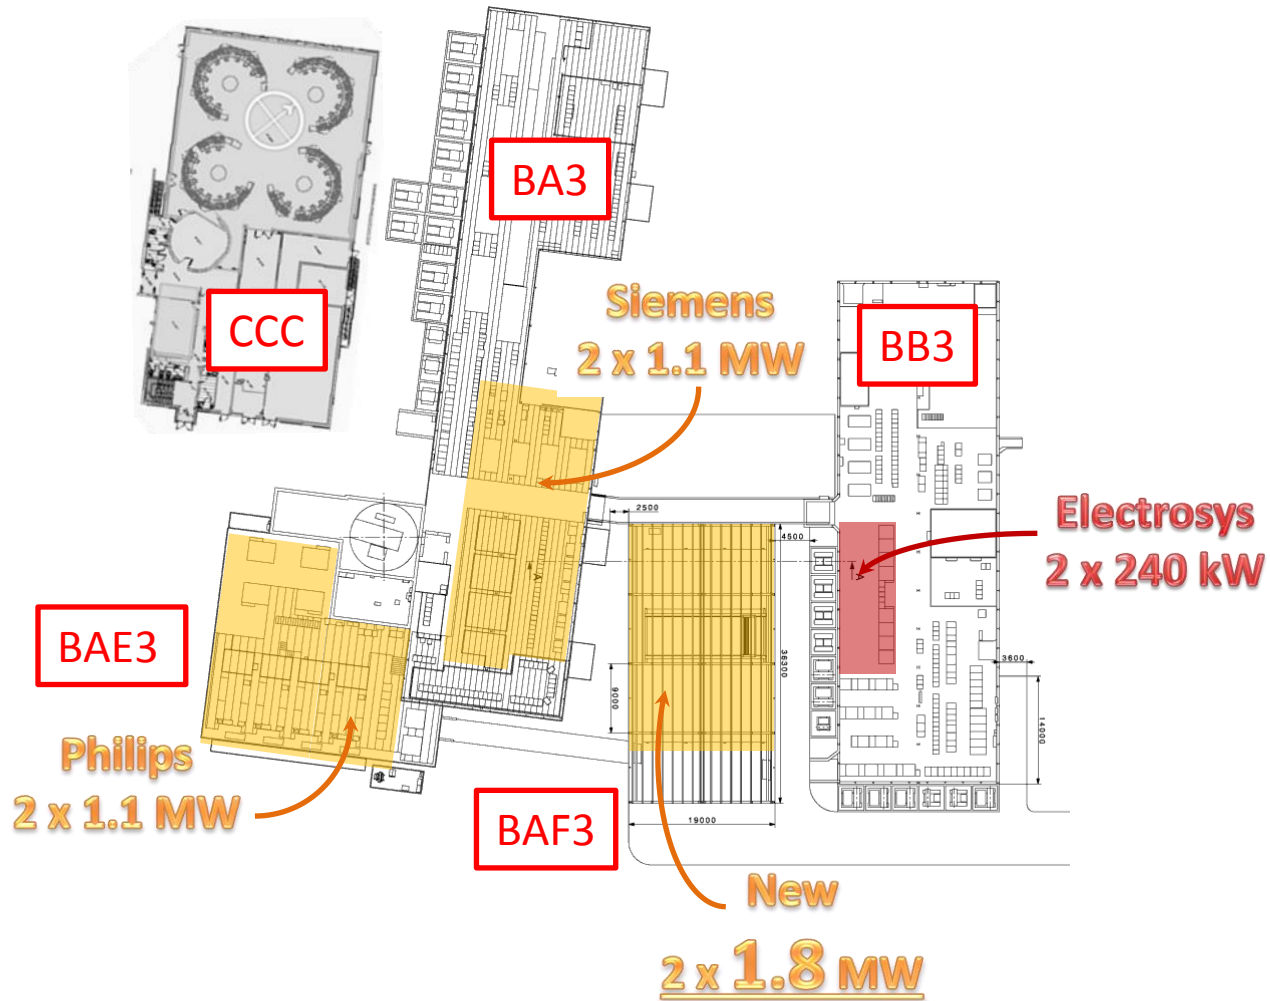 BA3
CCC
Siemens
2 x 1.1 MW
BB3
Electrosys
2 x 240 kW
2500
4500
A
A
BAE3
36300
9000
3600
14000
Philips
2 x 1.1 MW
BAF3
19000
New
2 x 1.8 MW